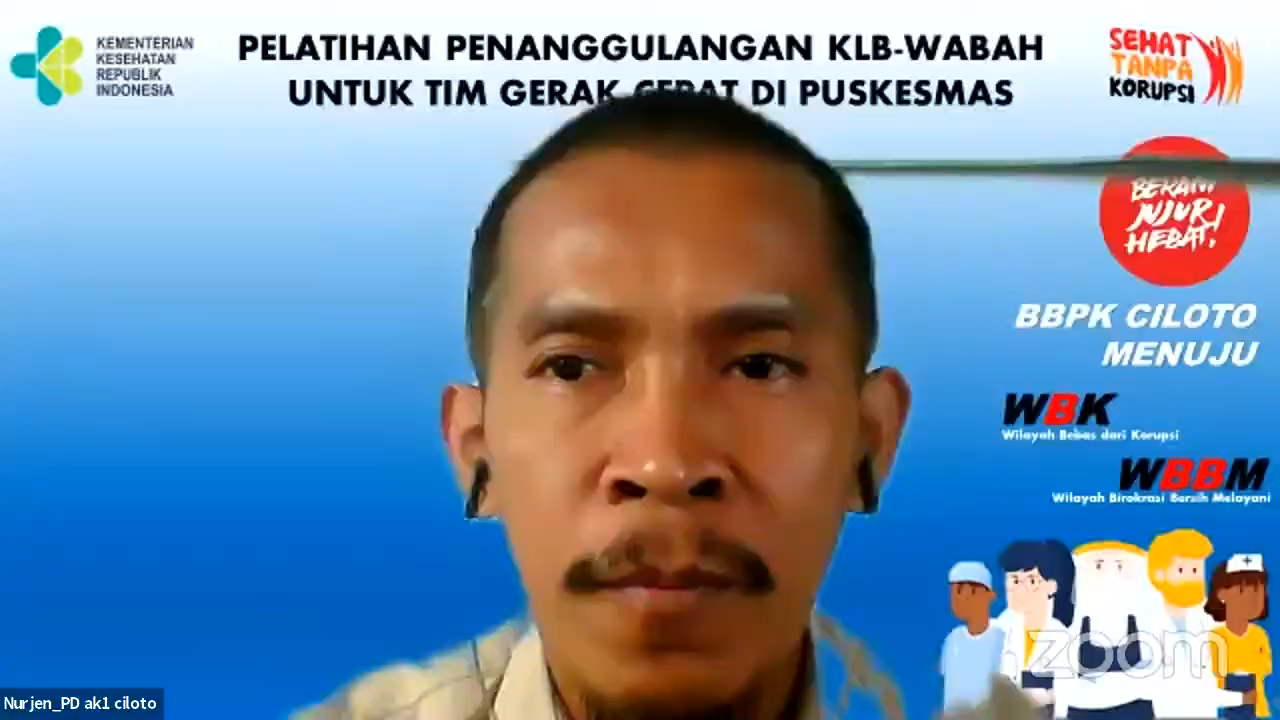 KEMENTERIAN
KESEHATAN
REPUBLIK
INDONESIA
PELATIHAN PENANGGULANGAN KLB-WABAH
UNTUK TIM GERAK CEPAT DI PUSKESMAS
SEHAT
TANPA
KORUPSI
BERANI
JUJUR
HEBAT!
BBPK CILOTO
MENUJU
WBK
Wilayah Bebas dari Korupsi
WBBM
Wilayah Birokrasi Bersih Melayani
zoom
Nurjen_PD ak1 ciloto